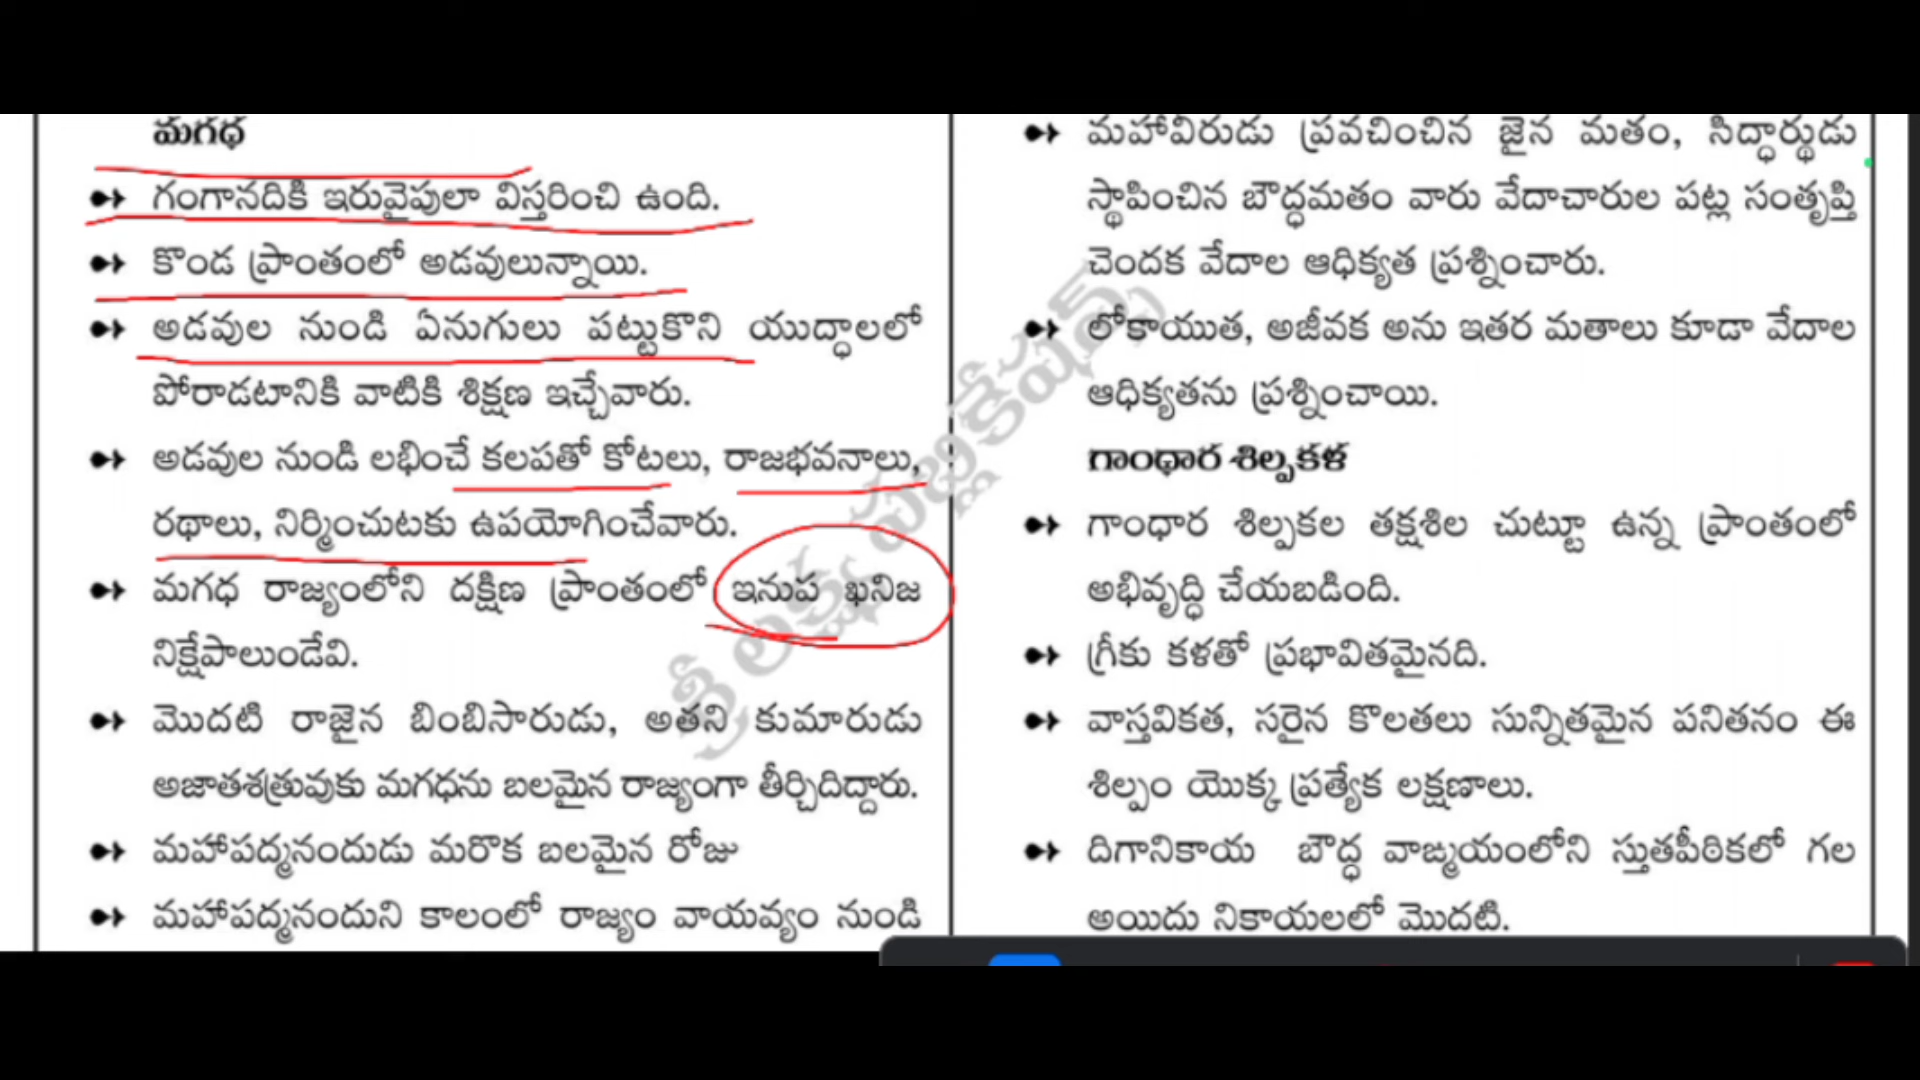 మగధ
➻ గంగానదికి ఇరువైపులా విస్తరించి ఉంది.
➻ కొండ ప్రాంతంలో అడవులున్నాయి.
➻ అడవుల నుండి ఏనుగులు పట్టుకొని యుద్ధాలలో
పోరాడటానికి వాటికి శిక్షణ ఇచ్చేవారు.
➻ అడవుల నుండి లభించే కలపతో కోటలు, రాజభవనాలు,
రథాలు, నిర్మించుటకు ఉపయోగించేవారు.
➻ మగధ రాజ్యంలోని దక్షిణ ప్రాంతంలో ఇనుప ఖనిజ
నిక్షేపాలుండేవి.
➻ మొదటి రాజైన బింబిసారుడు, అతని కుమారుడు
అజాతశత్రువుకు మగధను బలమైన రాజ్యంగా తీర్చిదిద్దారు.
➻ మహాపద్మనందుడు మరొక బలమైన రోజు
➻ మహాపద్మనందుని కాలంలో రాజ్యం వాయవ్యం నుండి
➻ మహావీరుడు ప్రవచించిన జైన మతం, సిద్ధార్థుడు
స్థాపించిన బౌద్ధమతం వారు వేదాచారుల పట్ల సంతృప్తి
చెందక వేదాల ఆధిక్యత ప్రశ్నించారు.
➻ లోకాయుత, అజీవక అను ఇతర మతాలు కూడా వేదాల
ఆధిక్యతను ప్రశ్నించాయి.
గాంధార శిల్పకళ
➻ గాంధార శిల్పకల తక్షశిల చుట్టూ ఉన్న ప్రాంతంలో
అభివృద్ధి చేయబడింది.
➻ గ్రీకు కళతో ప్రభావితమైనది.
➻ వాస్తవికత, సరైన కొలతలు సున్నితమైన పనితనం ఈ
శిల్పం యొక్క ప్రత్యేక లక్షణాలు.
➻ దిగానికాయ బౌద్ధ వాఙ్మయంలోని స్తుతపీఠికలో గల
అయిదు నికాయలలో మొదటి.
శ్రీ లక్ష్మి పబ్లికేషన్స్